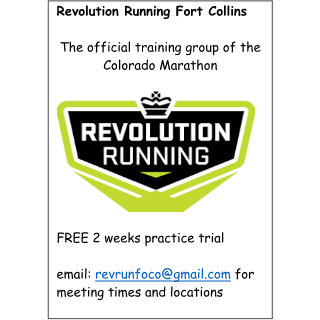 Revolution Running Fort Collins
The official training group of the
Colorado Marathon
REVOLUTION
RUNNING
FREE 2 weeks practice trial
email: revrunfoco@gmail.com for
meeting times and locations